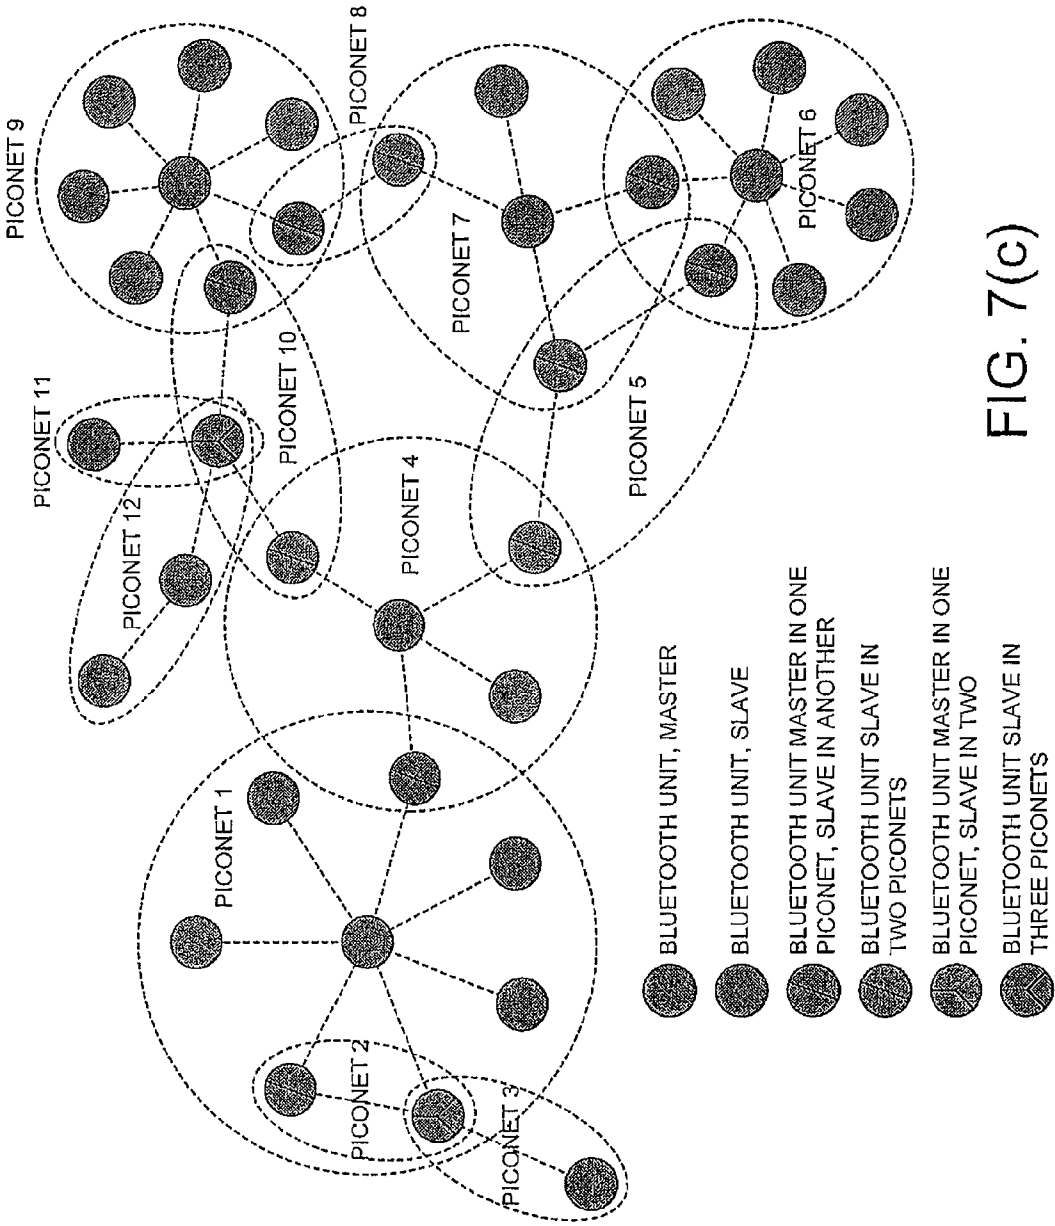 PICONET 1
PICONET 2
PICONET 3
PICONET 4
PICONET 5
PICONET 6
PICONET 7
PICONET 8
PICONET 9
PICONET 10
PICONET 11
PICONET 12
BLUETOOTH UNIT, MASTER
BLUETOOTH UNIT, SLAVE
BLUETOOTH UNIT MASTER IN ONE
PICONET, SLAVE IN ANOTHER
BLUETOOTH UNIT SLAVE IN
TWO PICONETS
BLUETOOTH UNIT MASTER IN ONE
PICONET, SLAVE IN TWO
BLUETOOTH UNIT SLAVE IN
THREE PICONETS
FIG. 7(c)